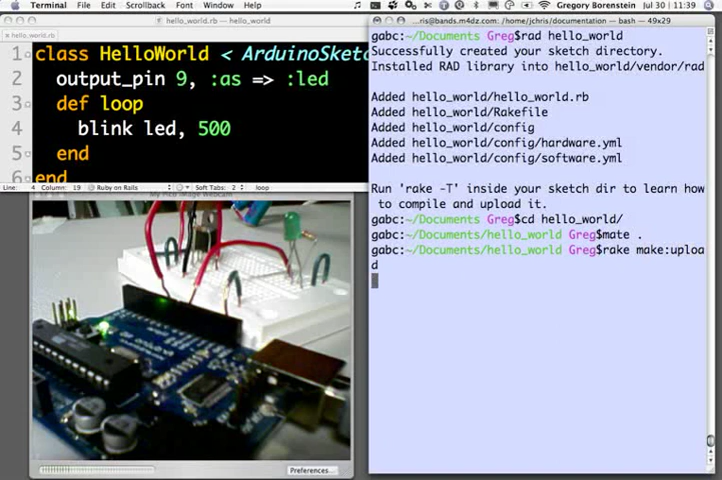 Terminal File Edit Scrollback Font Window Help Gregory Borenstein Jul 30 11:39
hello_world.rb — hello_world
hello_world.rb
1 class HelloWorld < ArduinoSketc
2 output_pin 9, :as => :led
3 def loop
4 blink led, 500
5 end
6 end
Line: 4 Column: 19 Ruby on Rails Soft Tabs: 2 loop
Preferences...
...ris@bands.m4dz.com: /home/jchris/documentation — bash — 49x29
gabc:~/Documents Greg$rad hello_world
Successfully created your sketch directory.
Installed RAD library into hello_world/vendor/rad
Added hello_world/hello_world.rb
Added hello_world/Rakefile
Added hello_world/config
Added hello_world/config/hardware.yml
Added hello_world/config/software.yml
Run 'rake -T' inside your sketch dir to learn how
to compile and upload it.
gabc:~/Documents Greg$cd hello_world/
gabc:~/Documents/hello_world Greg$mate .
gabc:~/Documents/hello_world Greg$rake make:uploa
d